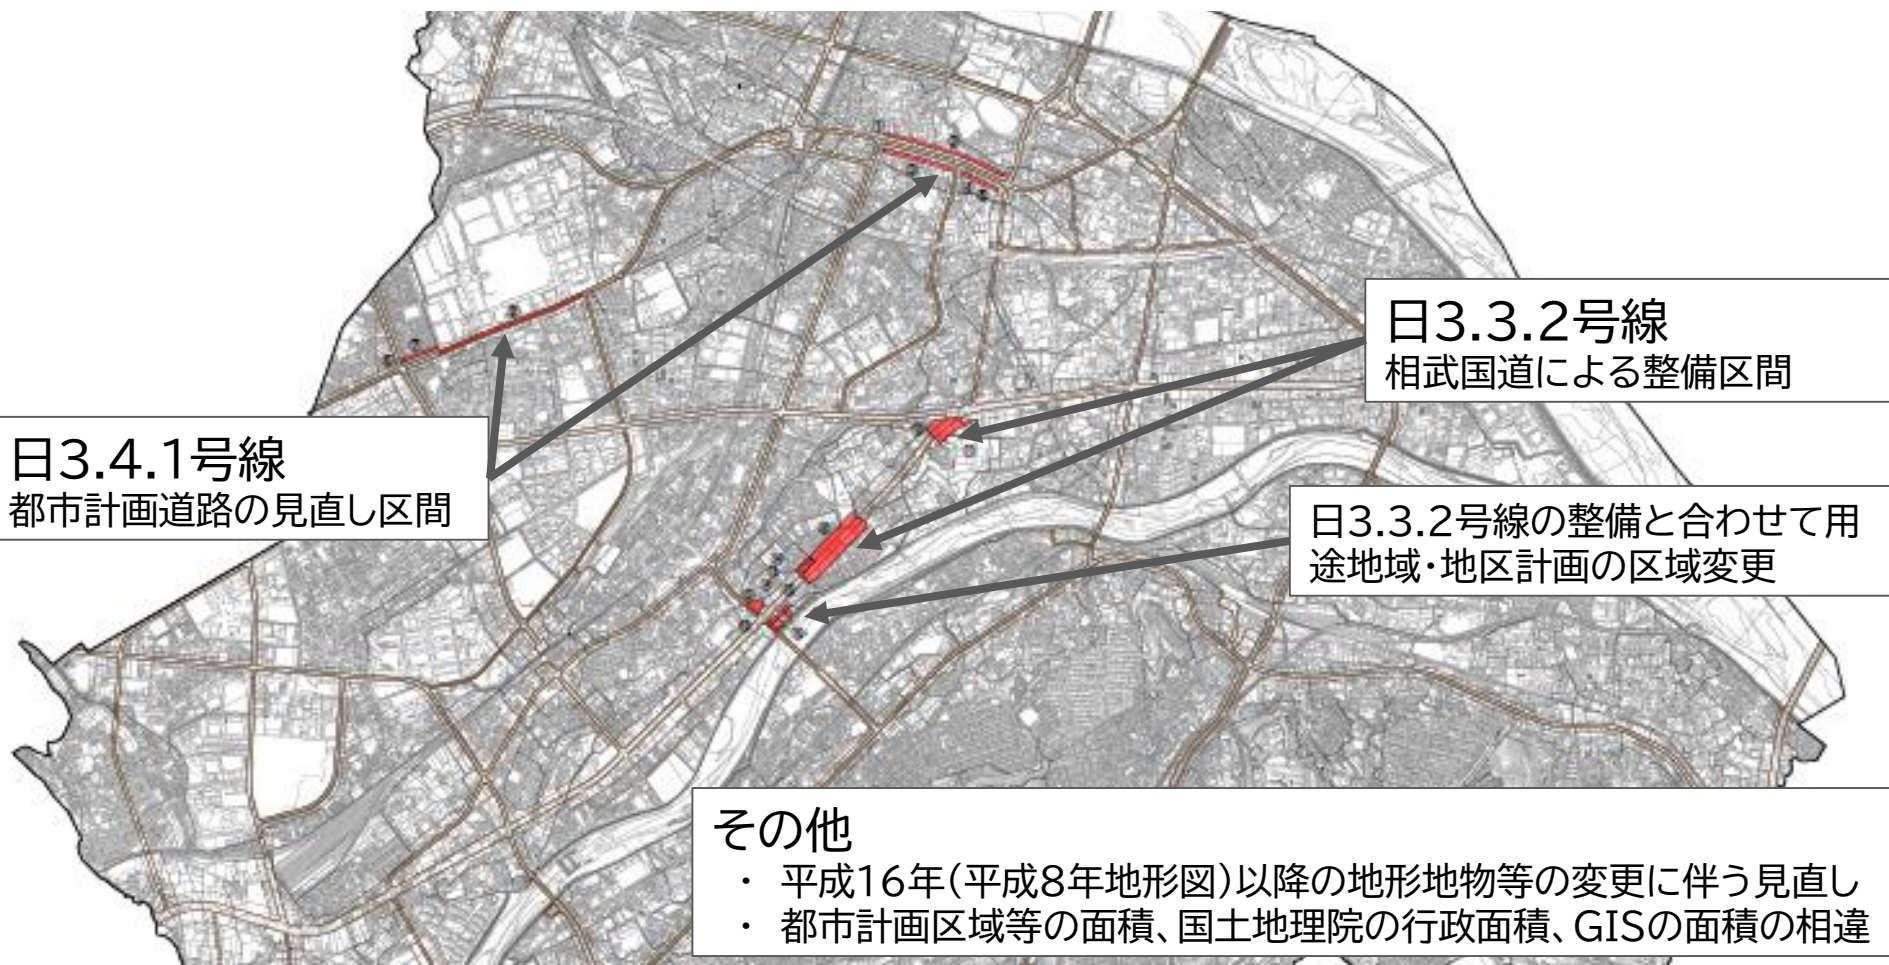 日3.3.2号線
相武国道による整備区間
日3.4.1号線
都市計画道路の見直し区間
日3.3.2号線の整備と合わせて用
途地域・地区計画の区域変更
その他
・ 平成16年(平成8年地形図)以降の地形地物等の変更に伴う見直し
・ 都市計画区域等の面積、国土地理院の行政面積、GISの面積の相違